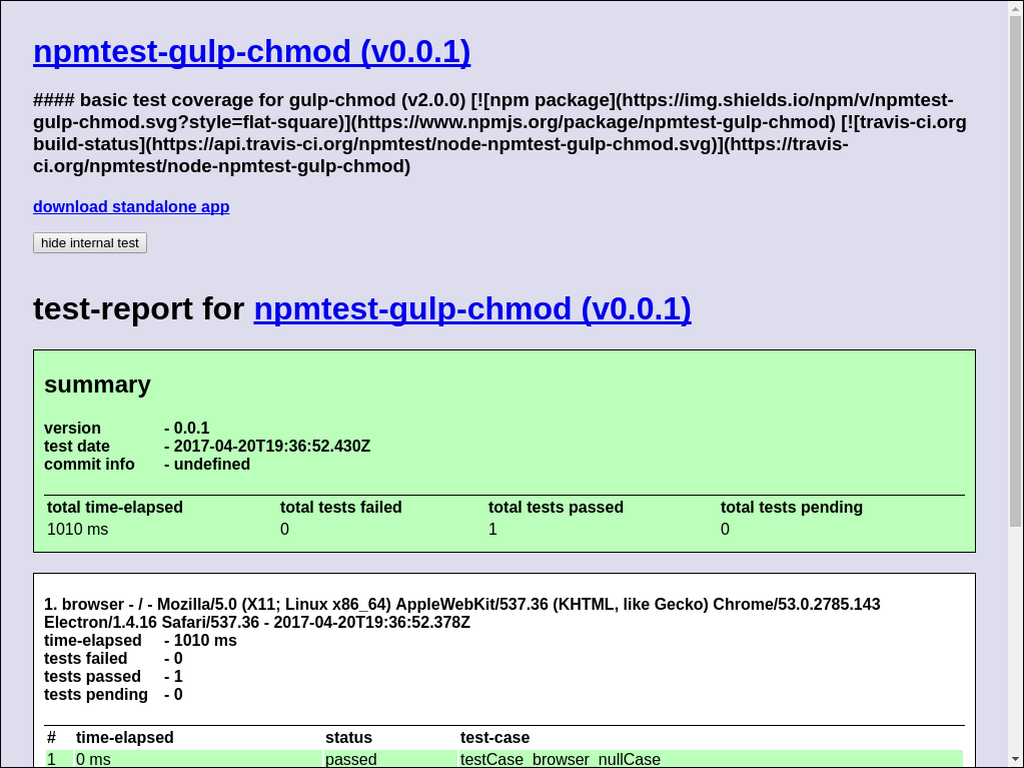 npmtest-gulp-chmod (v0.0.1)
#### basic test coverage for gulp-chmod (v2.0.0) [![npm package](https://img.shields.io/npm/v/npmtest-
gulp-chmod.svg?style=flat-square)](https://www.npmjs.org/package/npmtest-gulp-chmod) [![travis-ci.org
build-status](https://api.travis-ci.org/npmtest/node-npmtest-gulp-chmod.svg)](https://travis-
ci.org/npmtest/node-npmtest-gulp-chmod)
download standalone app
hide internal test
test-report for npmtest-gulp-chmod (v0.0.1)
summary
version - 0.0.1
test date - 2017-04-20T19:36:52.430Z
commit info - undefined
total time-elapsed total tests failed total tests passed total tests pending
1010 ms 0 1 0
1. browser - / - Mozilla/5.0 (X11; Linux x86_64) AppleWebKit/537.36 (KHTML, like Gecko) Chrome/53.0.2785.143
Electron/1.4.16 Safari/537.36 - 2017-04-20T19:36:52.378Z
time-elapsed - 1010 ms
tests failed - 0
tests passed - 1
tests pending - 0
# time-elapsed status test-case
1 0 ms passed testCase_browser_nullCase